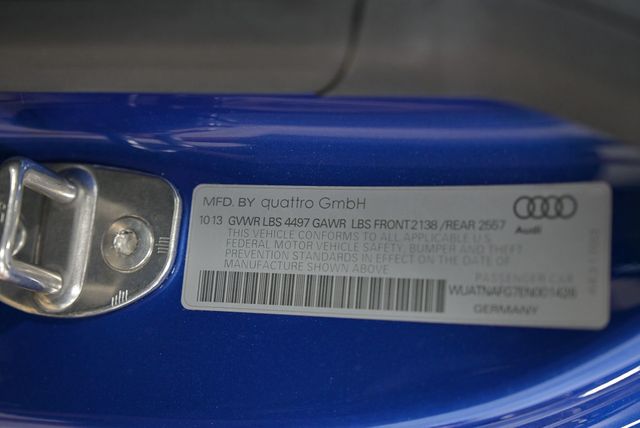 MFD. BY quattro GmbH
1013 GVWR LBS 4497 GAWR LBS FRONT 2138 /REAR 2557
THIS VEHICLE CONFORMS TO ALL APPLICABLE U.S.
FEDERAL MOTOR VEHICLE SAFETY, BUMPER AND THEFT
PREVENTION STANDARDS IN EFFECT ON THE DATE OF
MANUFACTURE SHOWN ABOVE
Audi
PASSENGER CAR
GERMANY